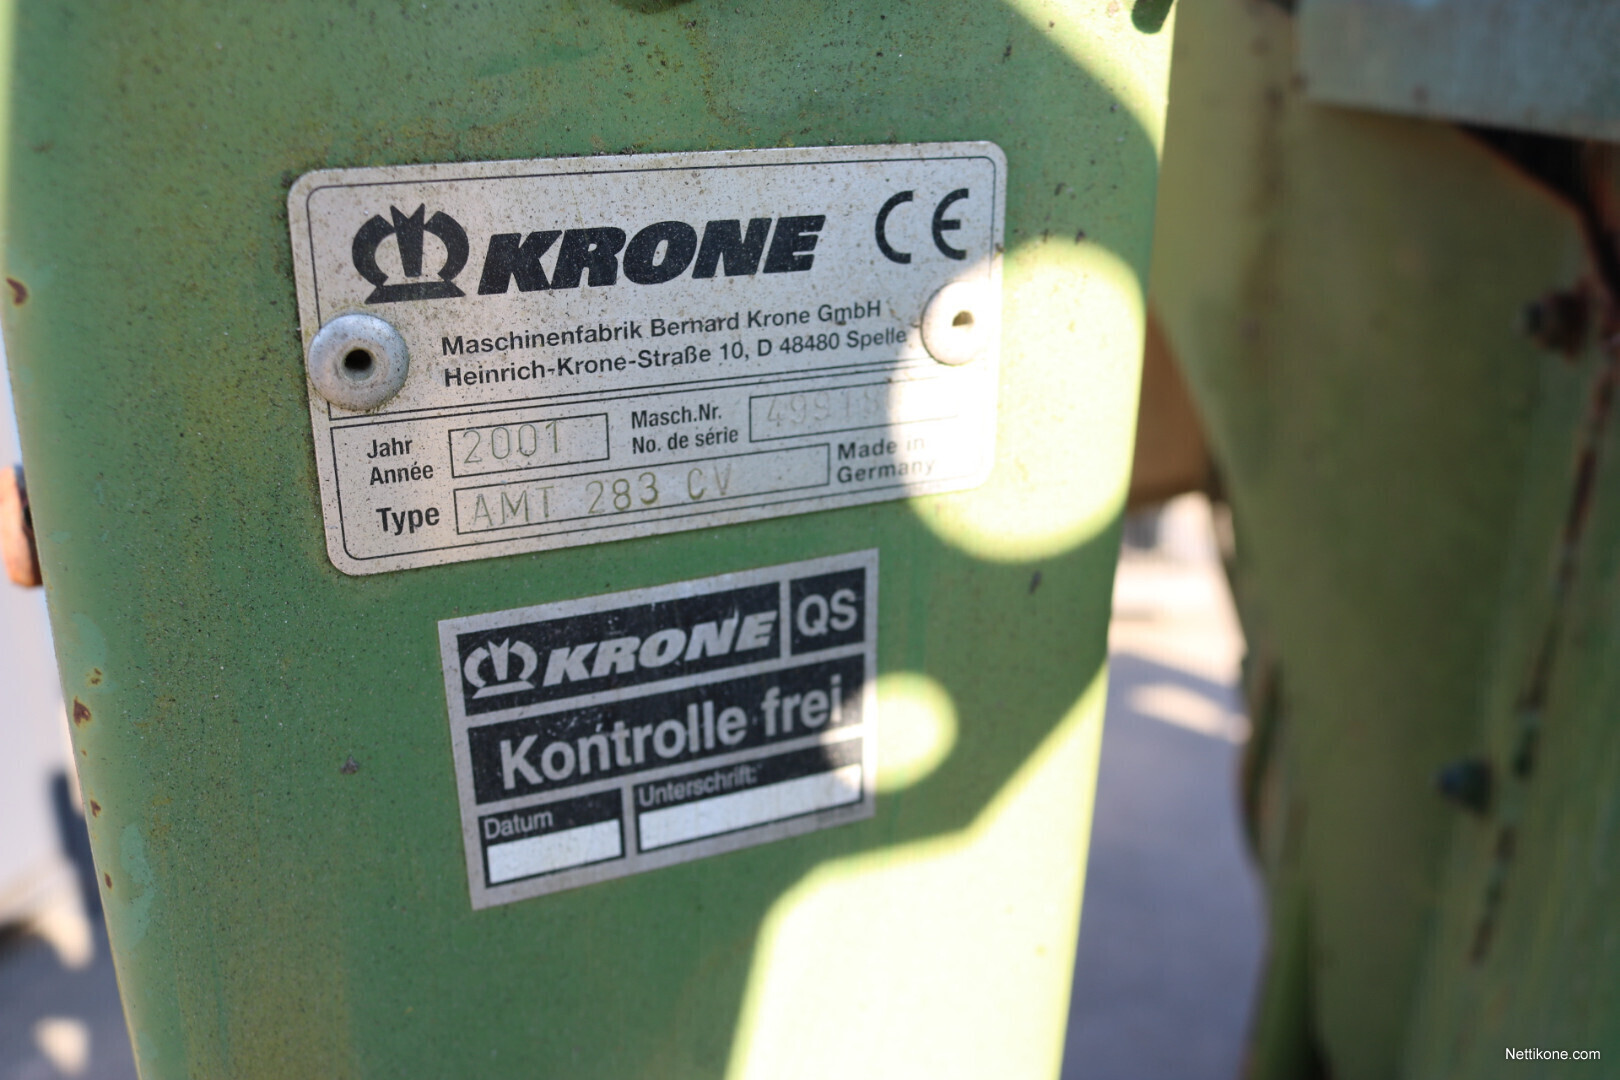 KRONE CE
Maschinenfabrik Bernard Krone GmbH
Heinrich-Krone-Straße 10, D 48480 Spelle
Jahr
Année 2001
Masch.Nr.
No. de série
Type AMT 283 CV
Made in
Germany
KRONE QS
Kontrolle frei
Datum Unterschrift:
Nettikone.com